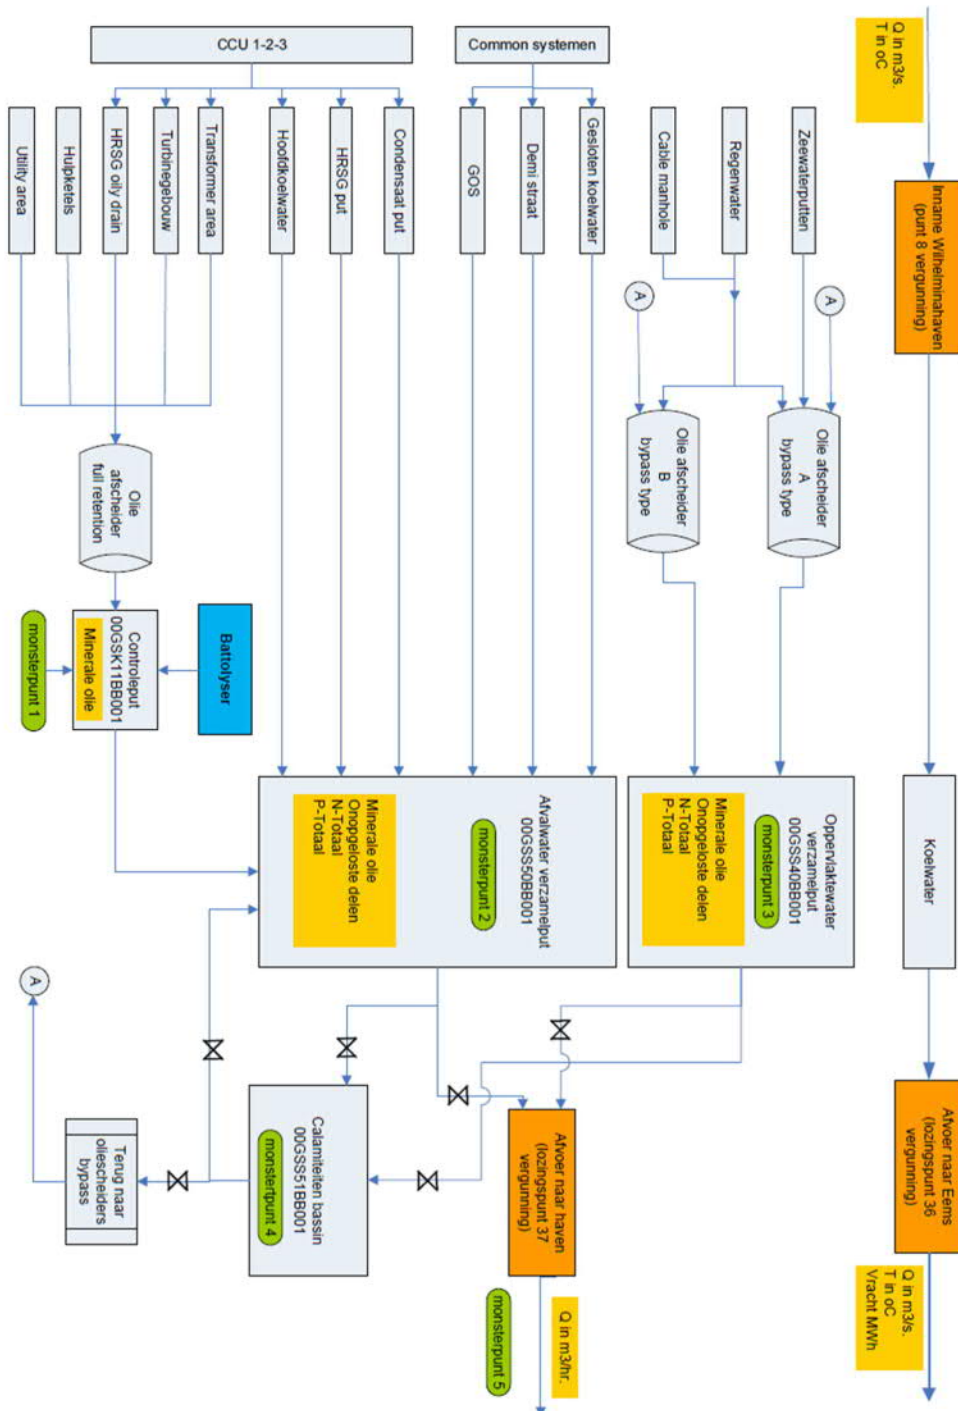 Q in m3/s.
T in oC
Inname Wilhelminahaven
(punt 8 vergunning)
Koelwater
Afvoer naar Eems
(lozingspunt 36
vergunning)
Q in m3/s.
T in oC
Vracht MWh
Zeewaterputten
Regenwater
Cable manhole
A
A
Olie afscheider
A
bypass type
Olie afscheider
B
bypass type
Oppervlaktewater
verzamelput
00GSS40BB001
monsterpunt 3
Minerale olie
Onopgeloste delen
N-Totaal
P-Totaal
Common systemen
Gesloten koelwater
Demi straat
GOS
CCU 1-2-3
Condensaat put
HRSG put
Hoofdkoelwater
Transformer area
Turbinegebouw
HRSG oily drain
Hulpketels
Utility area
Afvalwater verzamelput
00GSS50BB001
monsterpunt 2
Minerale olie
Onopgeloste delen
N-Totaal
P-Totaal
Afvoer naar haven
(lozingspunt 37
vergunning)
Q in m3/hr.
monsterpunt 5
Calamiteiten bassin
00GSS51BB001
monstertpunt 4
Olie
afscheider
full retention
Battolyser
Controleput
00GSK11BB001
Minerale olie
monsterpunt 1
Terug naar
oliescheiders
bypass
A